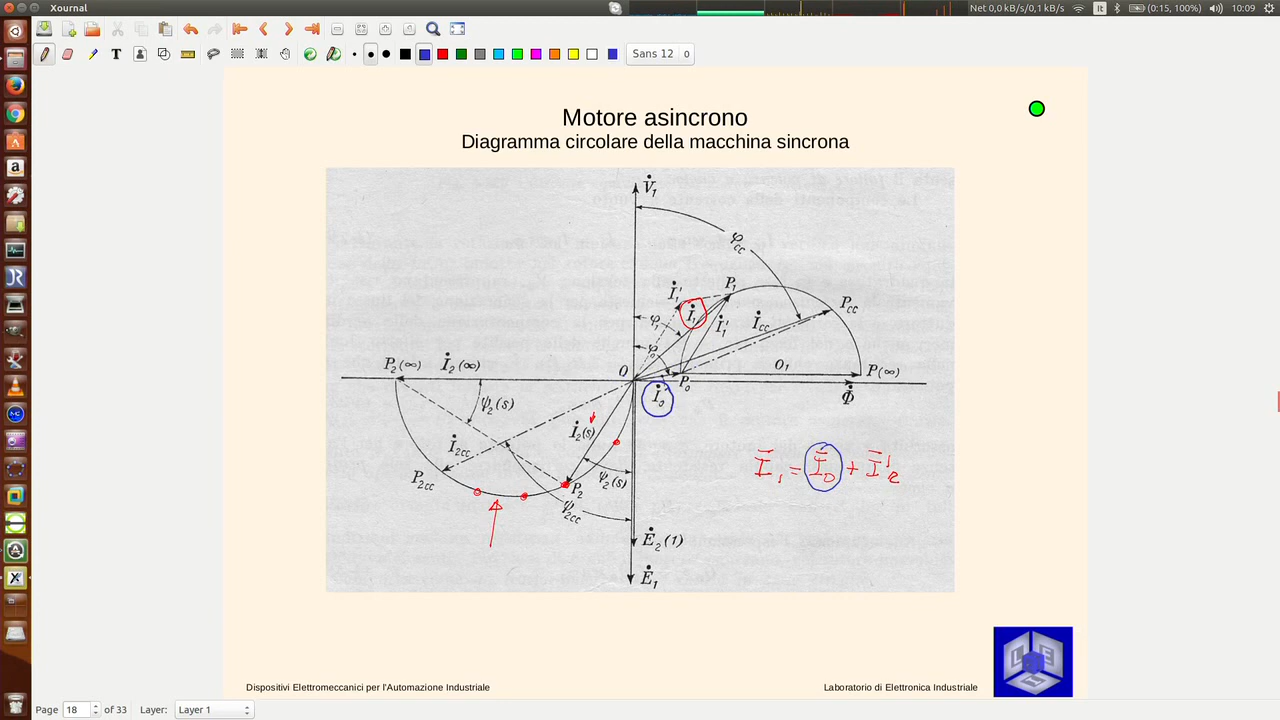 Xournal
Net 0,0 kB/s/0,1 kB/s
It
(0:15, 100%)
10:09
T
Sans 12
0
Motore asincrono
Diagramma circolare della macchina sincrona
V1
φcc
P1
I'1
I1
I'1
Pcc
Icc
φ1
φ0
P2(∞)
I2(∞)
O
P0
O1
P(∞)
I0
Φ
ψ2(s)
I2cc
I2(s)
P2cc
P2
ψ2(s)
ψ2cc
I1 = I0 + I'2
E2(1)
E1
Dispositivi Elettromeccanici per l'Automazione Industriale
Laboratorio di Elettronica Industriale
Page 18 of 33
Layer: Layer 1